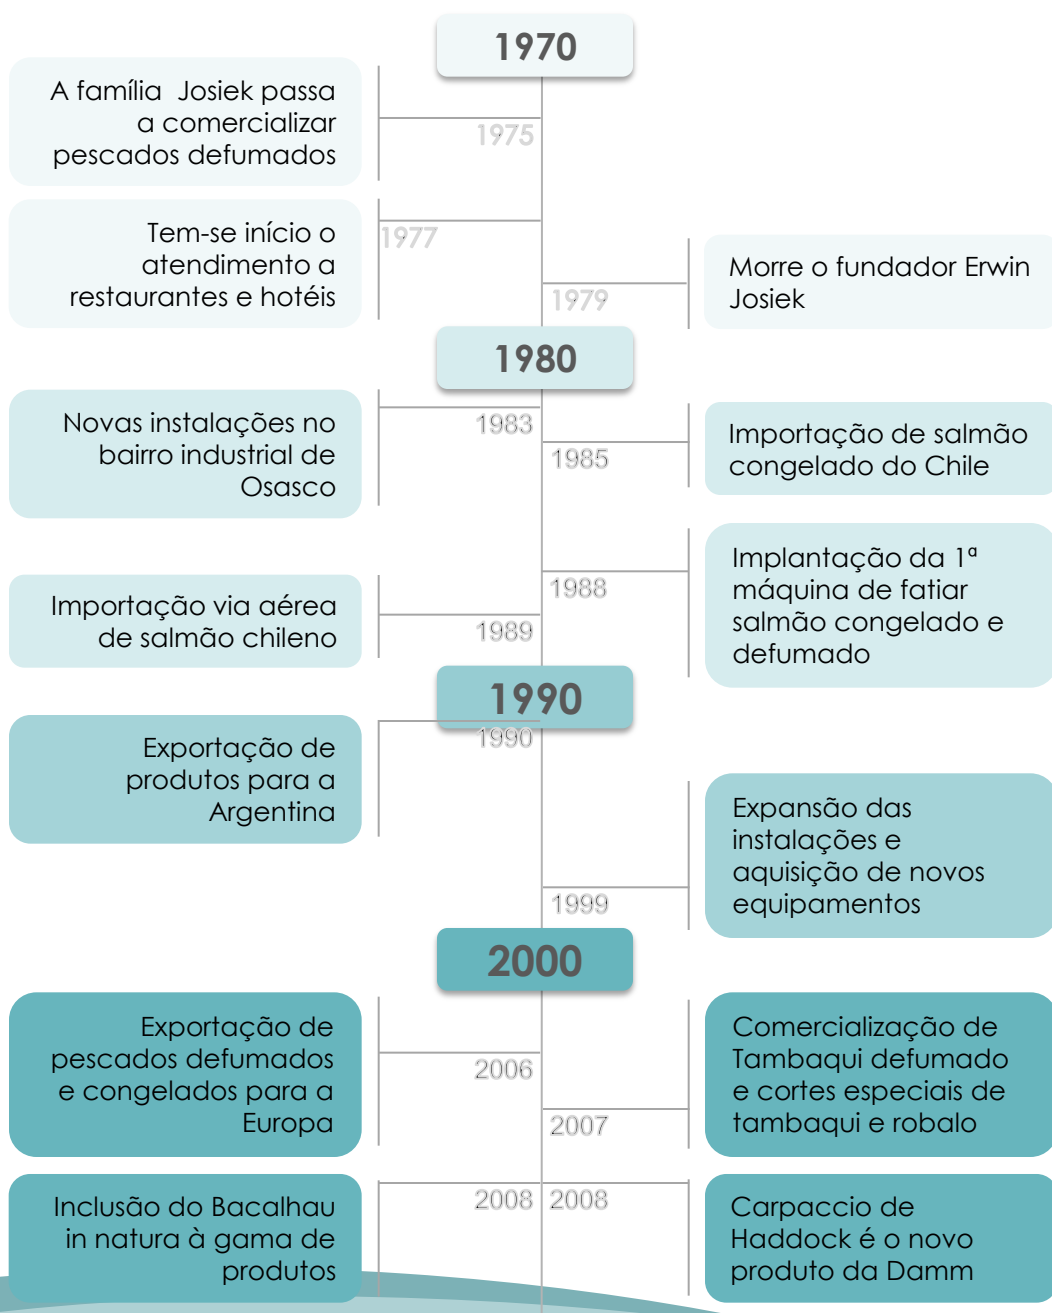 1970
A família Josiek passa
a comercializar
pescados defumados
1975
Tem-se início o
atendimento a
restaurantes e hotéis
1977
Morre o fundador Erwin
Josiek
1979
1980
Novas instalações no
bairro industrial de
Osasco
1983
Importação de salmão
congelado do Chile
1985
Implantação da 1ª
máquina de fatiar
salmão congelado e
defumado
1988
Importação via aérea
de salmão chileno
1989
1990
Exportação de
produtos para a
Argentina
1990
Expansão das
instalações e
aquisição de novos
equipamentos
1999
2000
Exportação de
pescados defumados
e congelados para a
Europa
2006
Comercialização de
Tambaqui defumado
e cortes especiais de
tambaqui e robalo
2007
Inclusão do Bacalhau
in natura à gama de
produtos
2008
2008
Carpaccio de
Haddock é o novo
produto da Damm